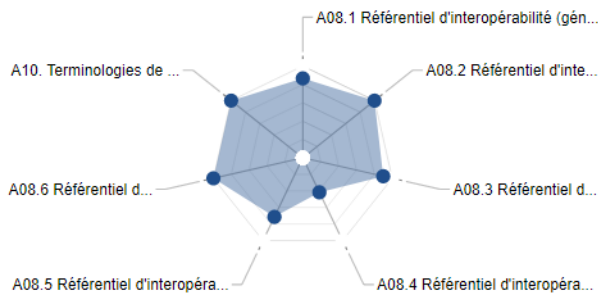 A08.1 Référentiel d'interopérabilité (gén...
A10. Terminologies de ...
A08.2 Référentiel d'inte...
A08.6 Référentiel d...
A08.3 Référentiel d...
A08.5 Référentiel d'interopéra...
A08.4 Référentiel d'interopéra...